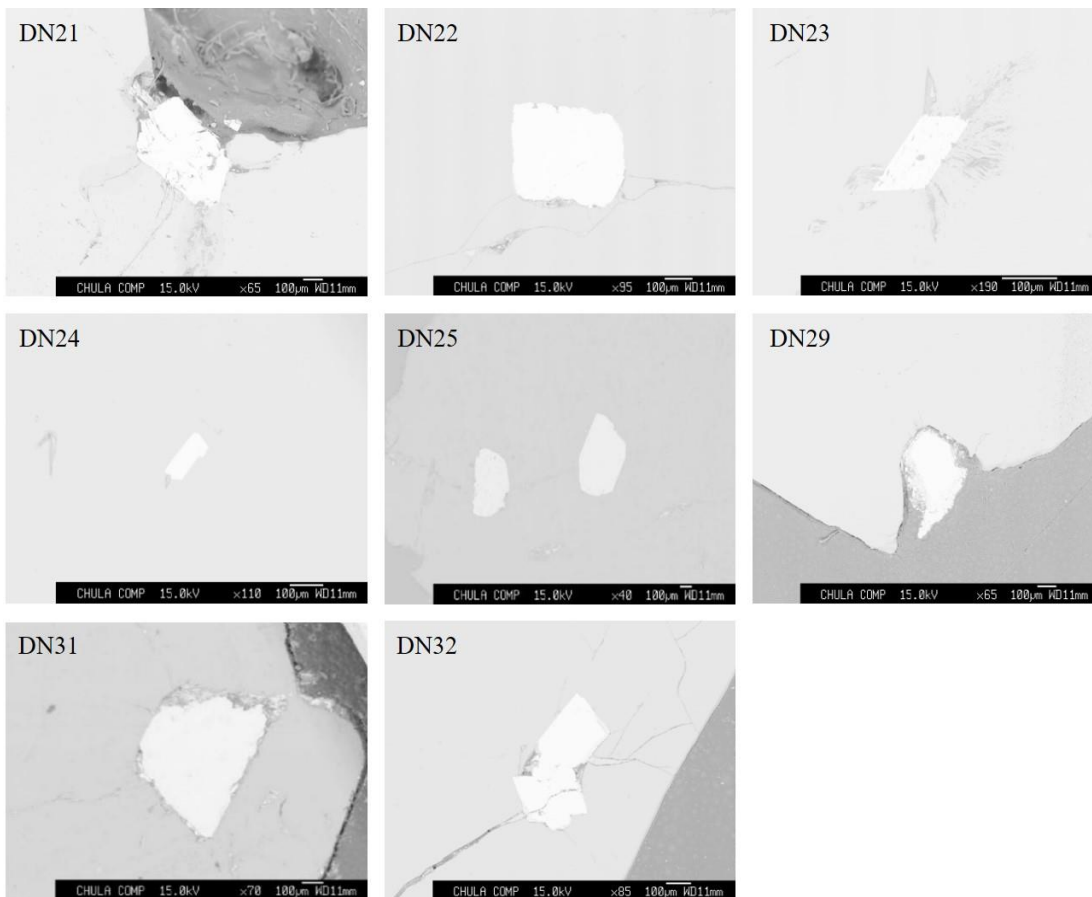 DN21
CHULA COMP 15.0kV ×65 100μm WD11mm
DN22
CHULA COMP 15.0kV ×95 100μm WD11mm
DN23
CHULA COMP 15.0kV ×190 100μm WD11mm
DN24
CHULA COMP 15.0kV ×110 100μm WD11mm
DN25
CHULA COMP 15.0kV ×40 100μm WD11mm
DN29
CHULA COMP 15.0kV ×65 100μm WD11mm
DN31
CHULA COMP 15.0kV ×70 100μm WD11mm
DN32
CHULA COMP 15.0kV ×85 100μm WD11mm